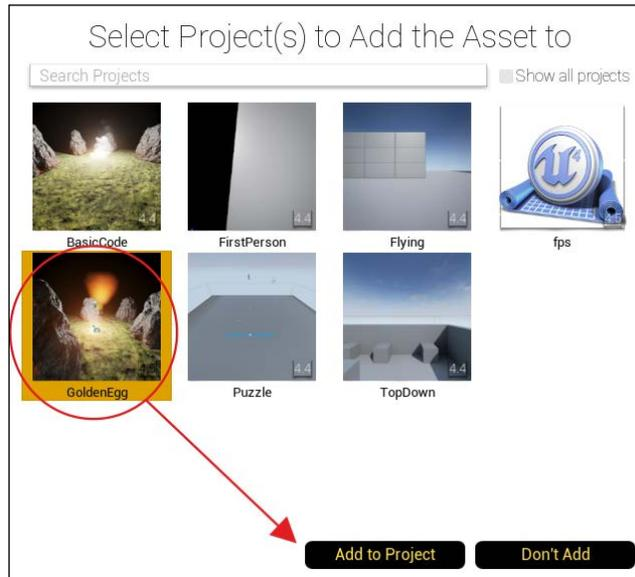 Select Project(s) to Add the Asset to
Search Projects
Show all projects
4.4
4.4
4.4
4.5
BasicCode
FirstPerson
Flying
fps
4.4
4.4
GoldenEgg
Puzzle
TopDown
Add to Project
Don't Add